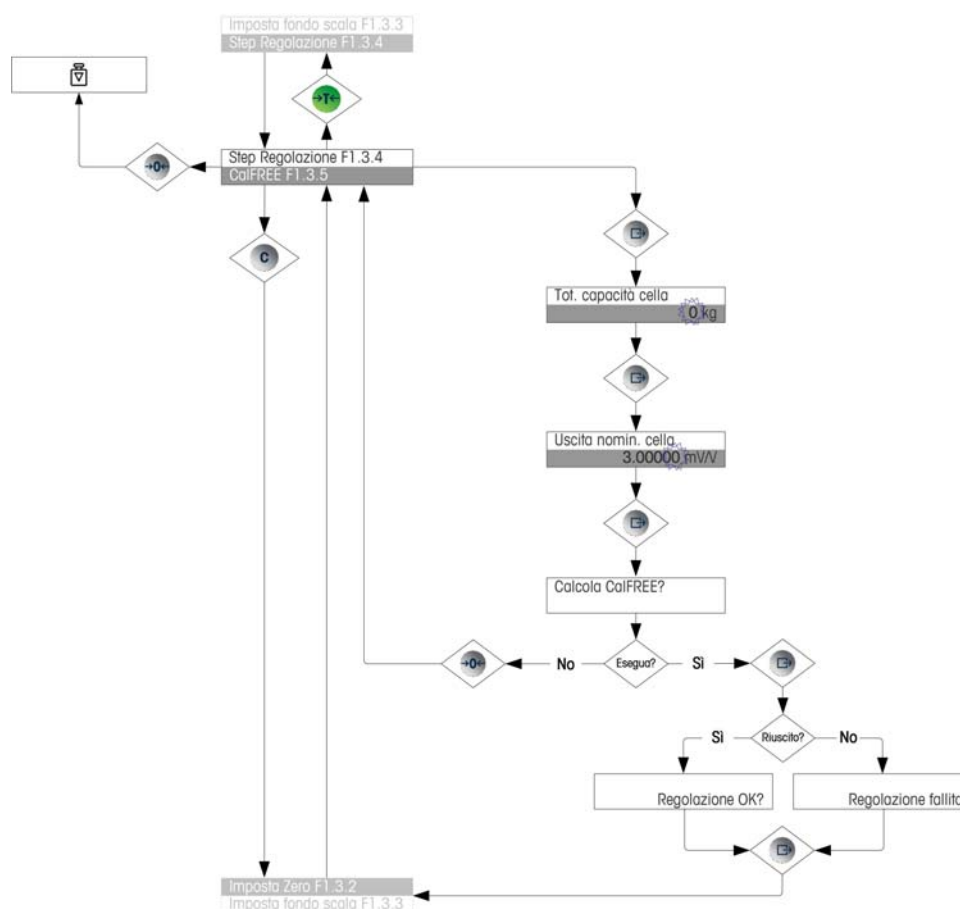 Imposta fondo scala F1.3.3
Step Regolazione F1.3.4
→T←
→0←
Step Regolazione F1.3.4
CalFREE F1.3.5
C
Tot. capacità cella
0 kg
Uscita nomin. cella
3.00000 mV/V
Calcola CalFREE?
→0←
No
Esegua?
Sì
Sì
Riuscito?
No
Regolazione OK?
Regolazione fallita
Imposta Zero F1.3.2
Imposta fondo scala F1.3.3